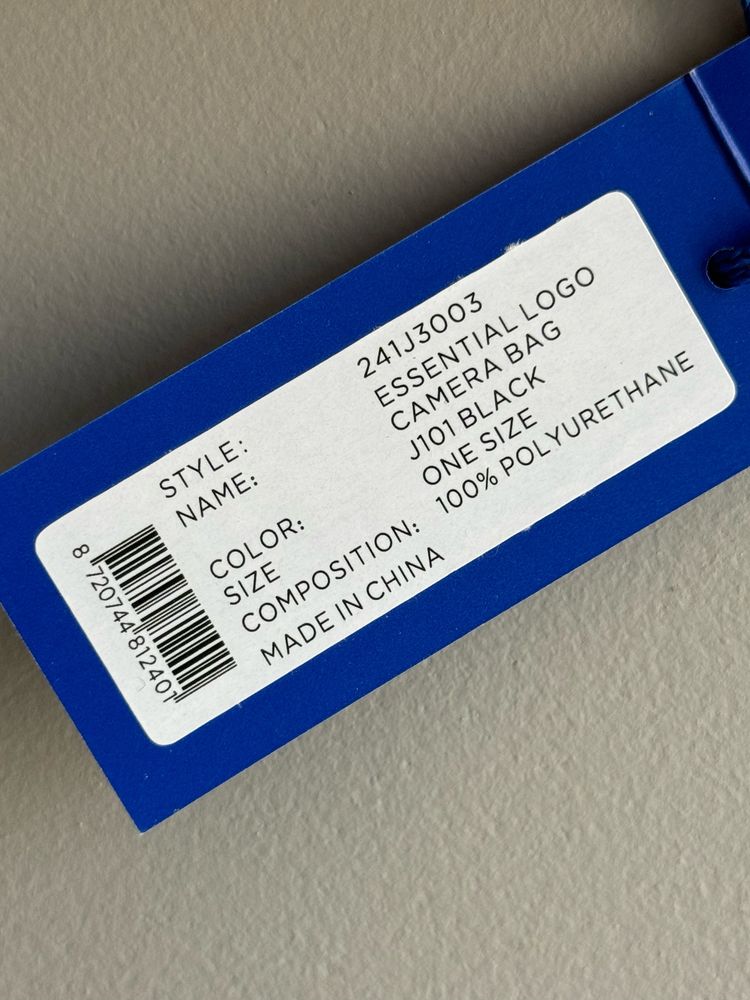 STYLE: 241J3003
NAME: ESSENTIAL LOGO
CAMERA BAG
COLOR: J101 BLACK
SIZE ONE SIZE
COMPOSITION: 100% POLYURETHANE
MADE IN CHINA
8 720744 812401